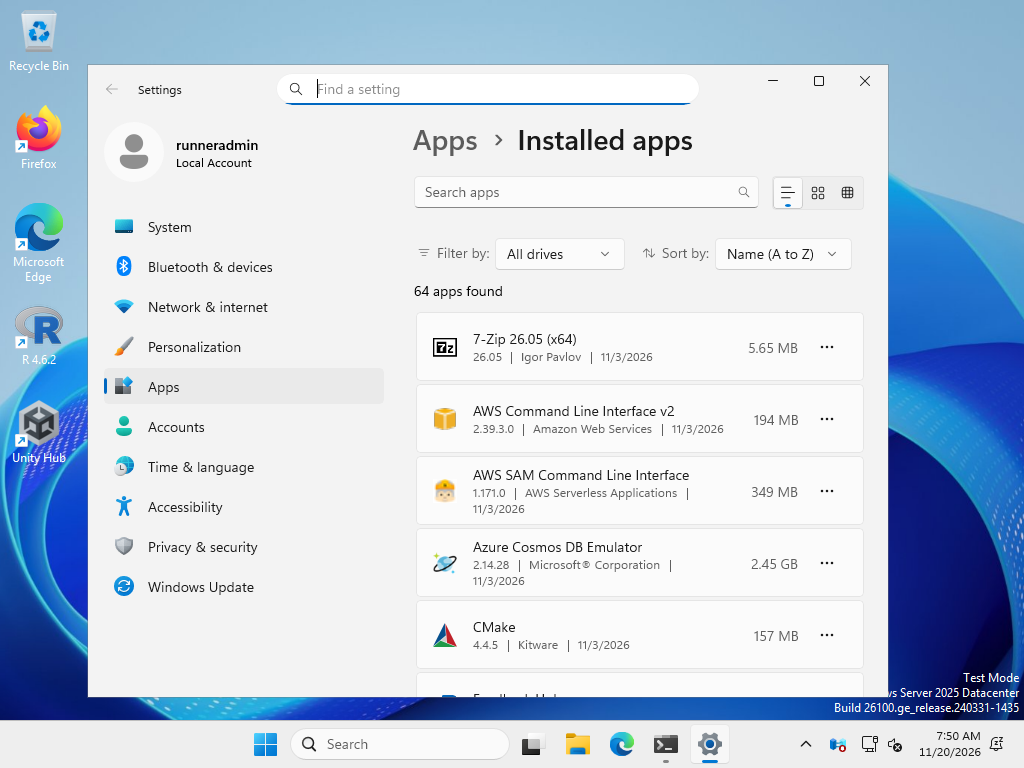 Recycle Bin
Firefox
Microsoft
Edge
R 4.6.2
Unity Hub
Settings
Find a setting
runneradmin
Local Account
System
Bluetooth & devices
Network & internet
Personalization
Apps
Accounts
Time & language
Accessibility
Privacy & security
Windows Update
Apps > Installed apps
Search apps
Filter by: All drives Sort by: Name (A to Z)
64 apps found
7-Zip 26.05 (x64)
26.05 | Igor Pavlov | 11/3/2026
5.65 MB
AWS Command Line Interface v2
2.39.3.0 | Amazon Web Services | 11/3/2026
194 MB
AWS SAM Command Line Interface
1.171.0 | AWS Serverless Applications |
11/3/2026
349 MB
Azure Cosmos DB Emulator
2.14.28 | Microsoft® Corporation |
11/3/2026
2.45 GB
CMake
4.4.5 | Kitware | 11/3/2026
157 MB
Test Mode
Server 2025 Datacenter
Build 26100.ge_release.240331-1435
Search
7:50 AM
11/20/2026